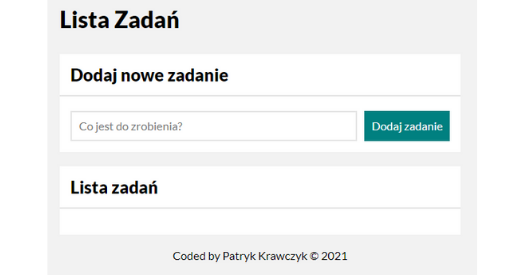 Lista Zadań
Dodaj nowe zadanie
Co jest do zrobienia?
Dodaj zadanie
Lista zadań
Coded by Patryk Krawczyk © 2021